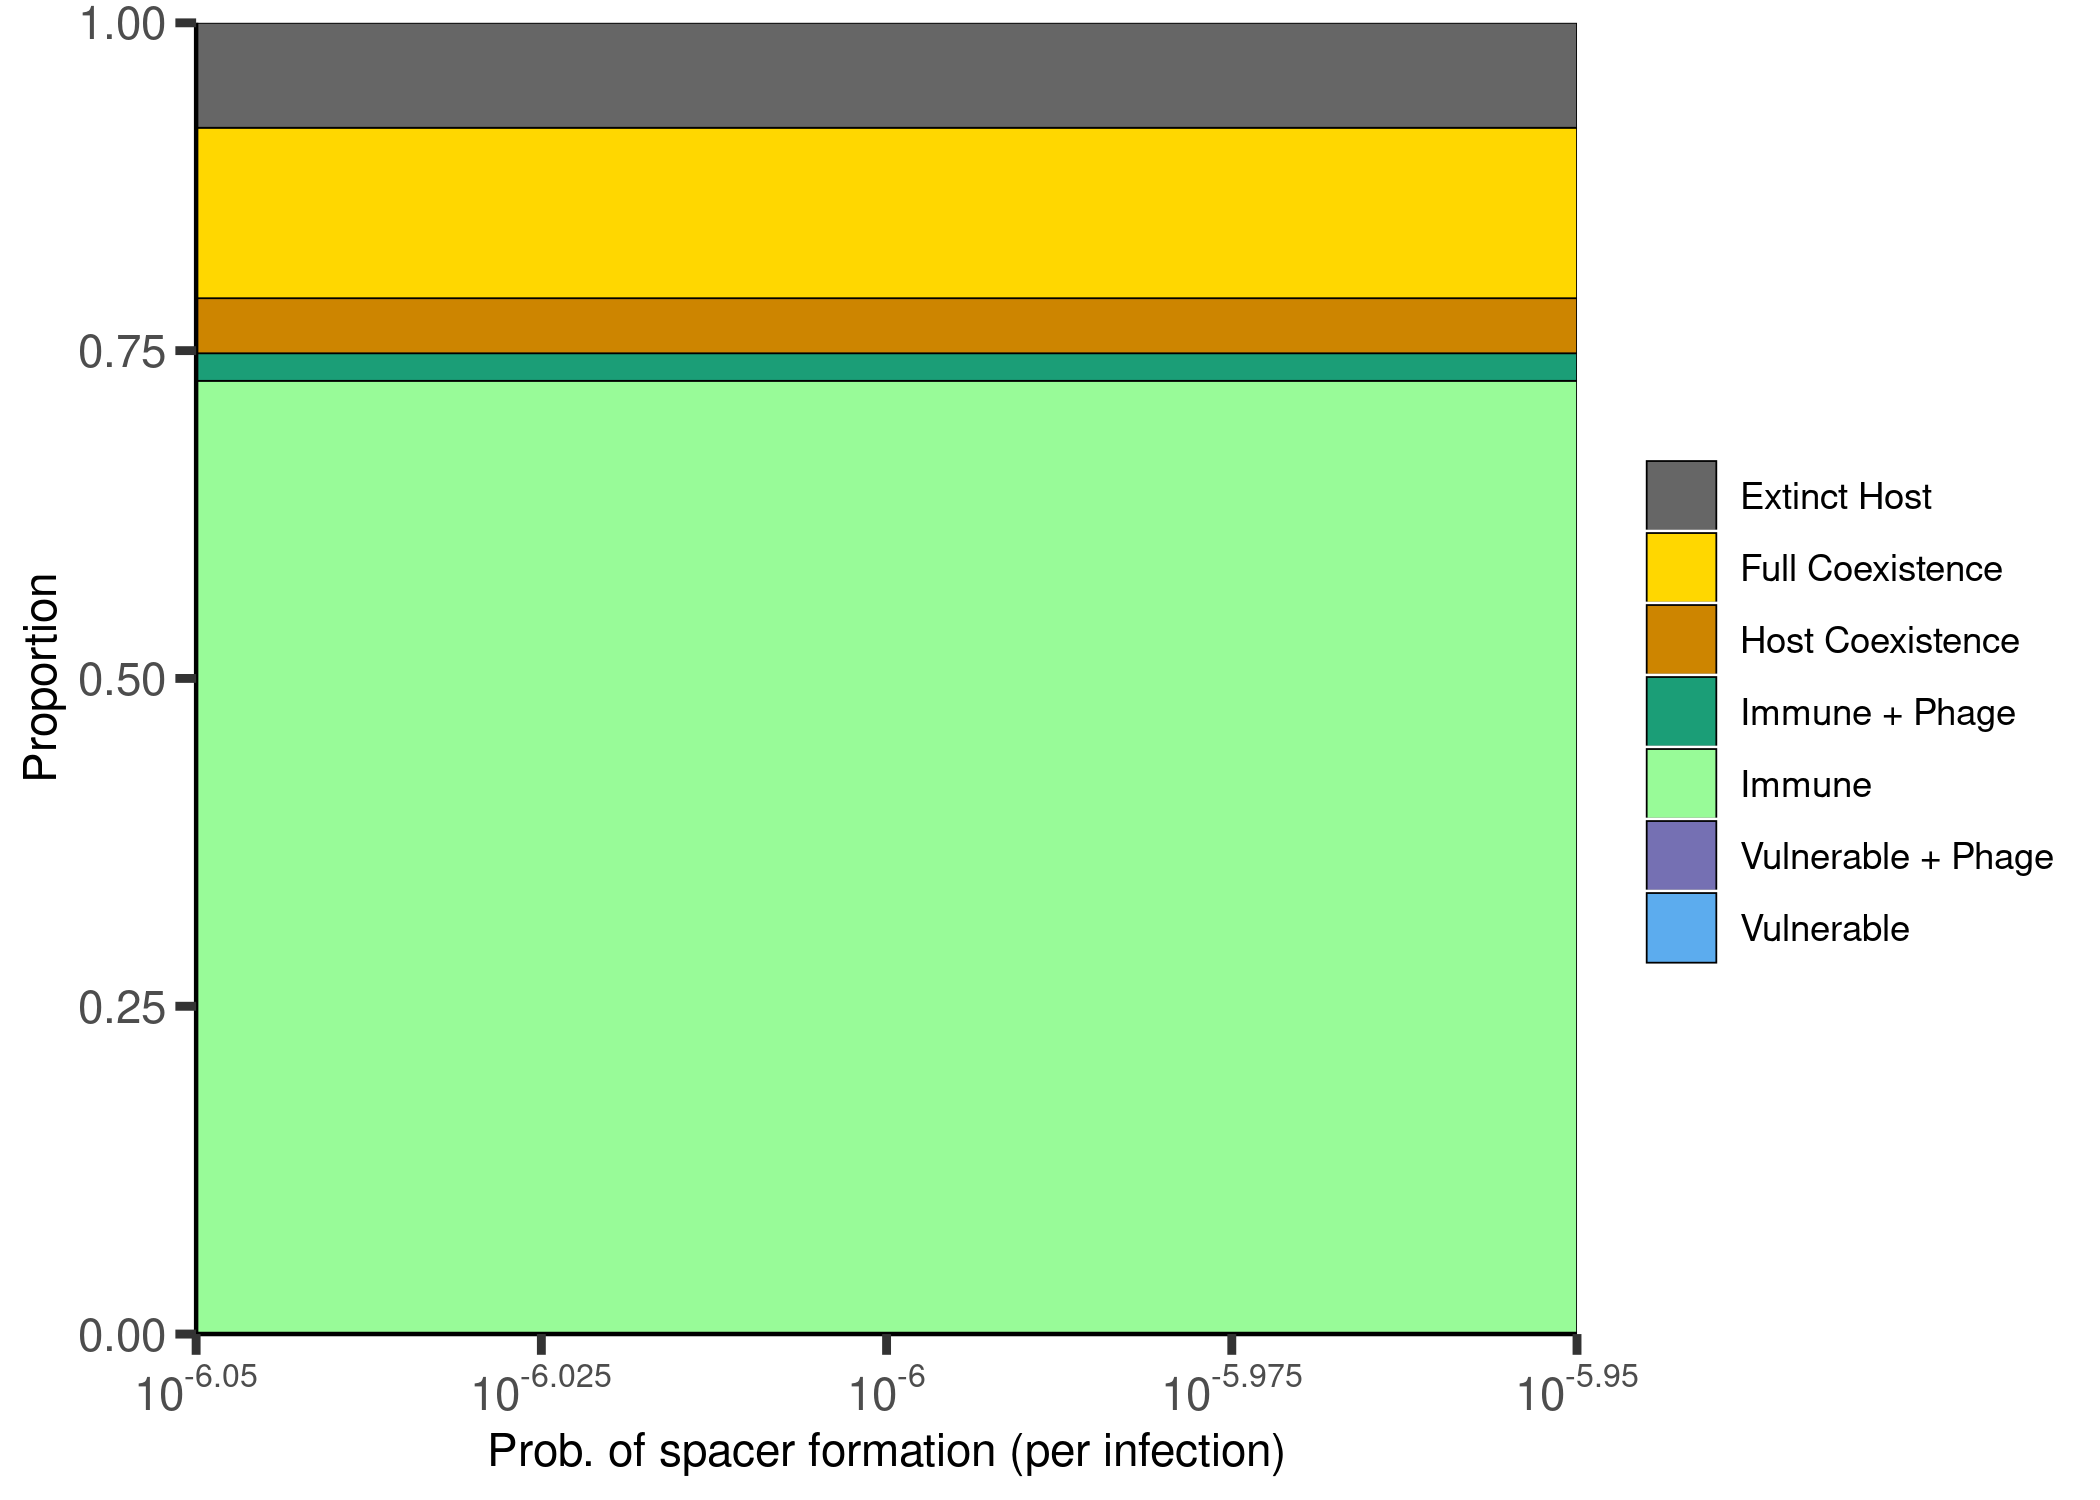 1.00
0.75
0.50
0.25
0.00
Proportion
10^-6.05
10^-6.025
10^-6
10^-5.975
10^-5.95
Prob. of spacer formation (per infection)
Extinct Host
Full Coexistence
Host Coexistence
Immune + Phage
Immune
Vulnerable + Phage
Vulnerable